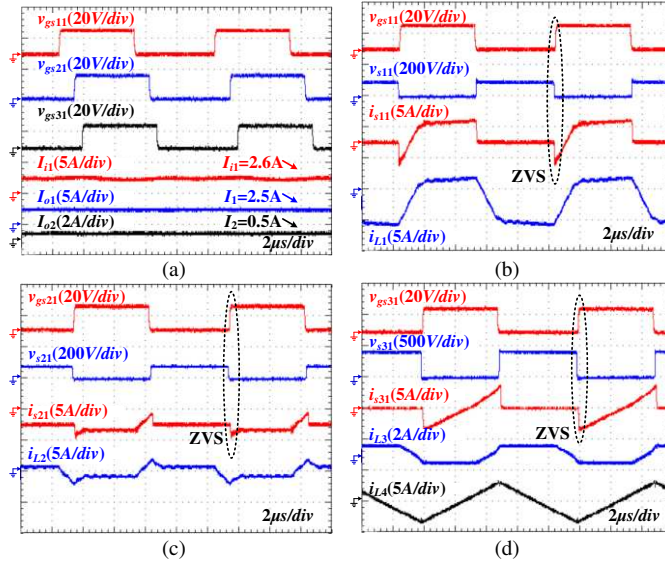 vgs11(20V/div)
vgs21(20V/div)
vgs31(20V/div)
Ii1(5A/div)
Ii1=2.6A
Io1(5A/div)
I1=2.5A
Io2(2A/div)
I2=0.5A
2μs/div
(a)
vgs11(20V/div)
vs11(200V/div)
is11(5A/div)
ZVS
iL1(5A/div)
2μs/div
(b)
vgs21(20V/div)
vs21(200V/div)
is21(5A/div)
ZVS
iL2(5A/div)
2μs/div
(c)
vgs31(20V/div)
vs31(500V/div)
is31(5A/div)
ZVS
iL3(2A/div)
iL4(5A/div)
2μs/div
(d)